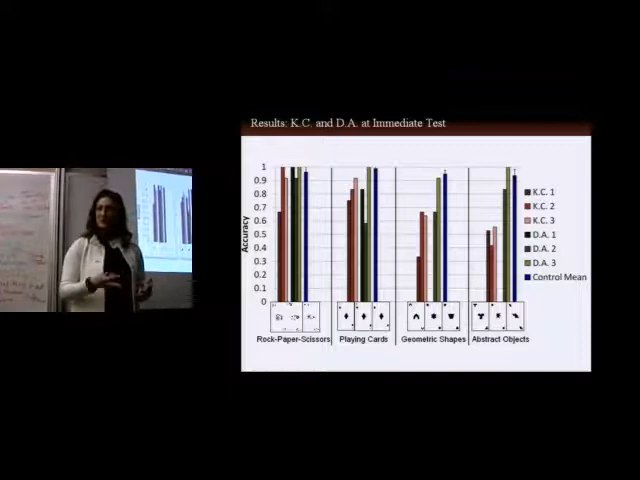 Results: K.C. and D.A. at Immediate Test
Accuracy
1
0.9
0.8
0.7
0.6
0.5
0.4
0.3
0.2
0.1
0
Rock-Paper-Scissors
Playing Cards
Geometric Shapes
Abstract Objects
K.C. 1
K.C. 2
K.C. 3
D.A. 1
D.A. 2
D.A. 3
Control Mean